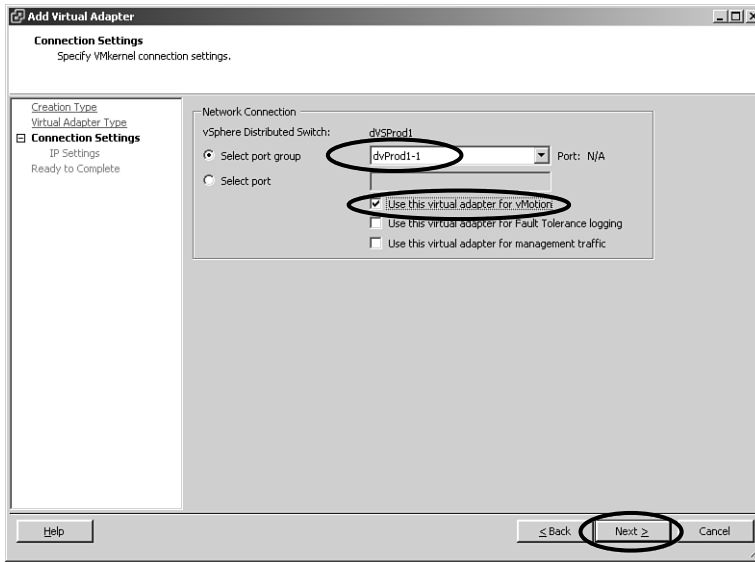 Add Virtual Adapter
Connection Settings
Specify VMkernel connection settings.
Creation Type
Virtual Adapter Type
Connection Settings
IP Settings
Ready to Complete
Network Connection
vSphere Distributed Switch: dVSProd1
Select port group dvProd1-1 Port: N/A
Select port
Use this virtual adapter for vMotion
Use this virtual adapter for Fault Tolerance logging
Use this virtual adapter for management traffic
Help ≤ Back Next ≥ Cancel